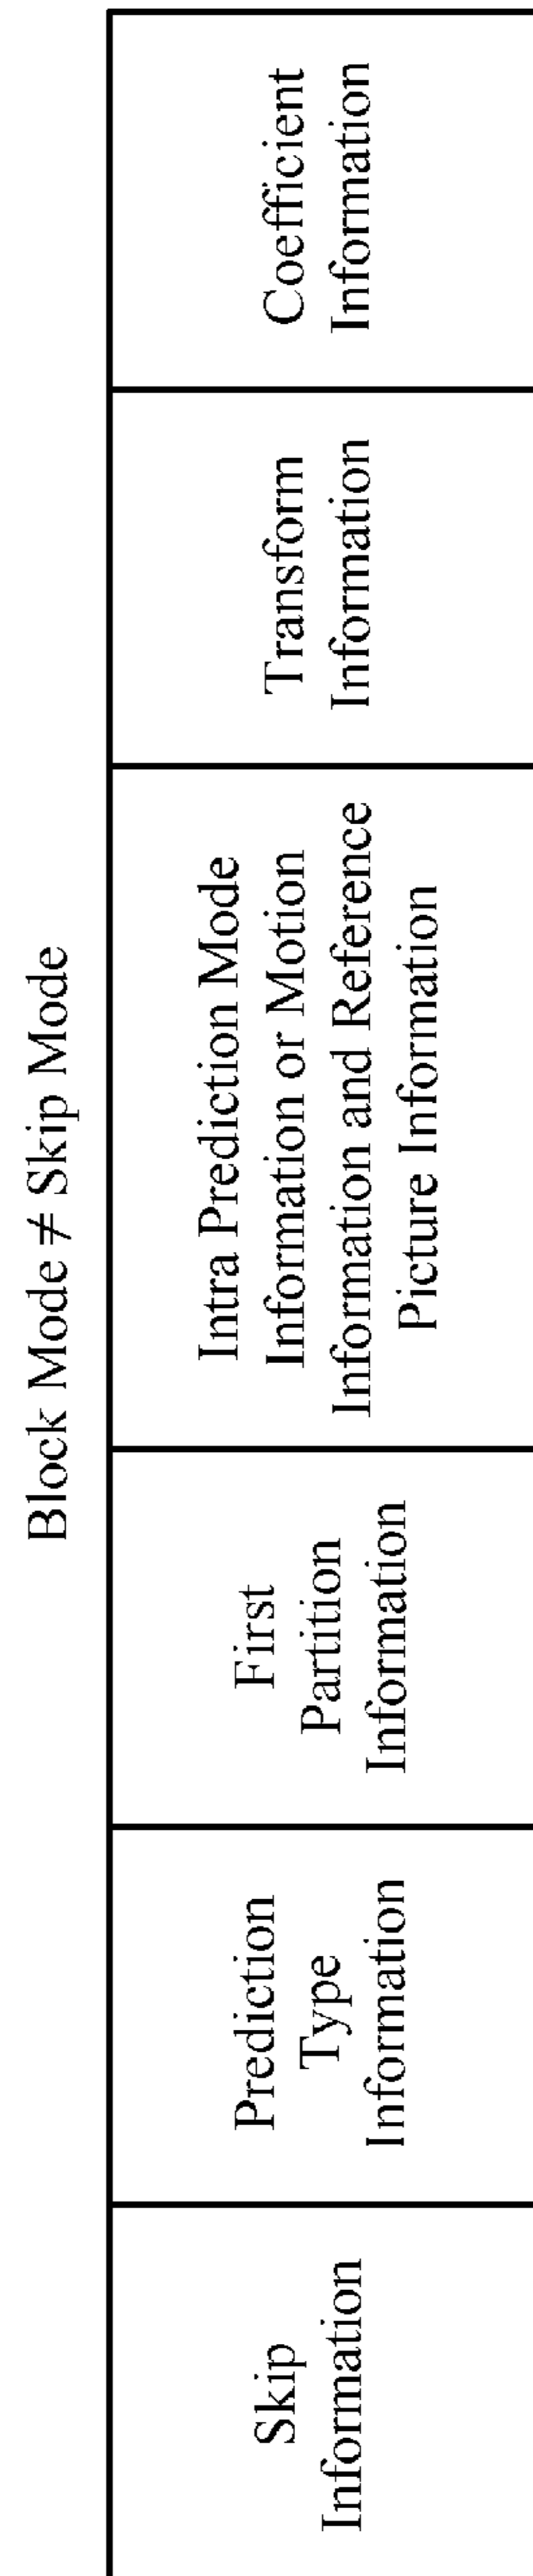 Block Mode ≠ Skip Mode
Skip
Information
Prediction
Type
Information
First
Partition
Information
Intra Prediction Mode
Information or Motion
Information and Reference
Picture Information
Transform
Information
Coefficient
Information